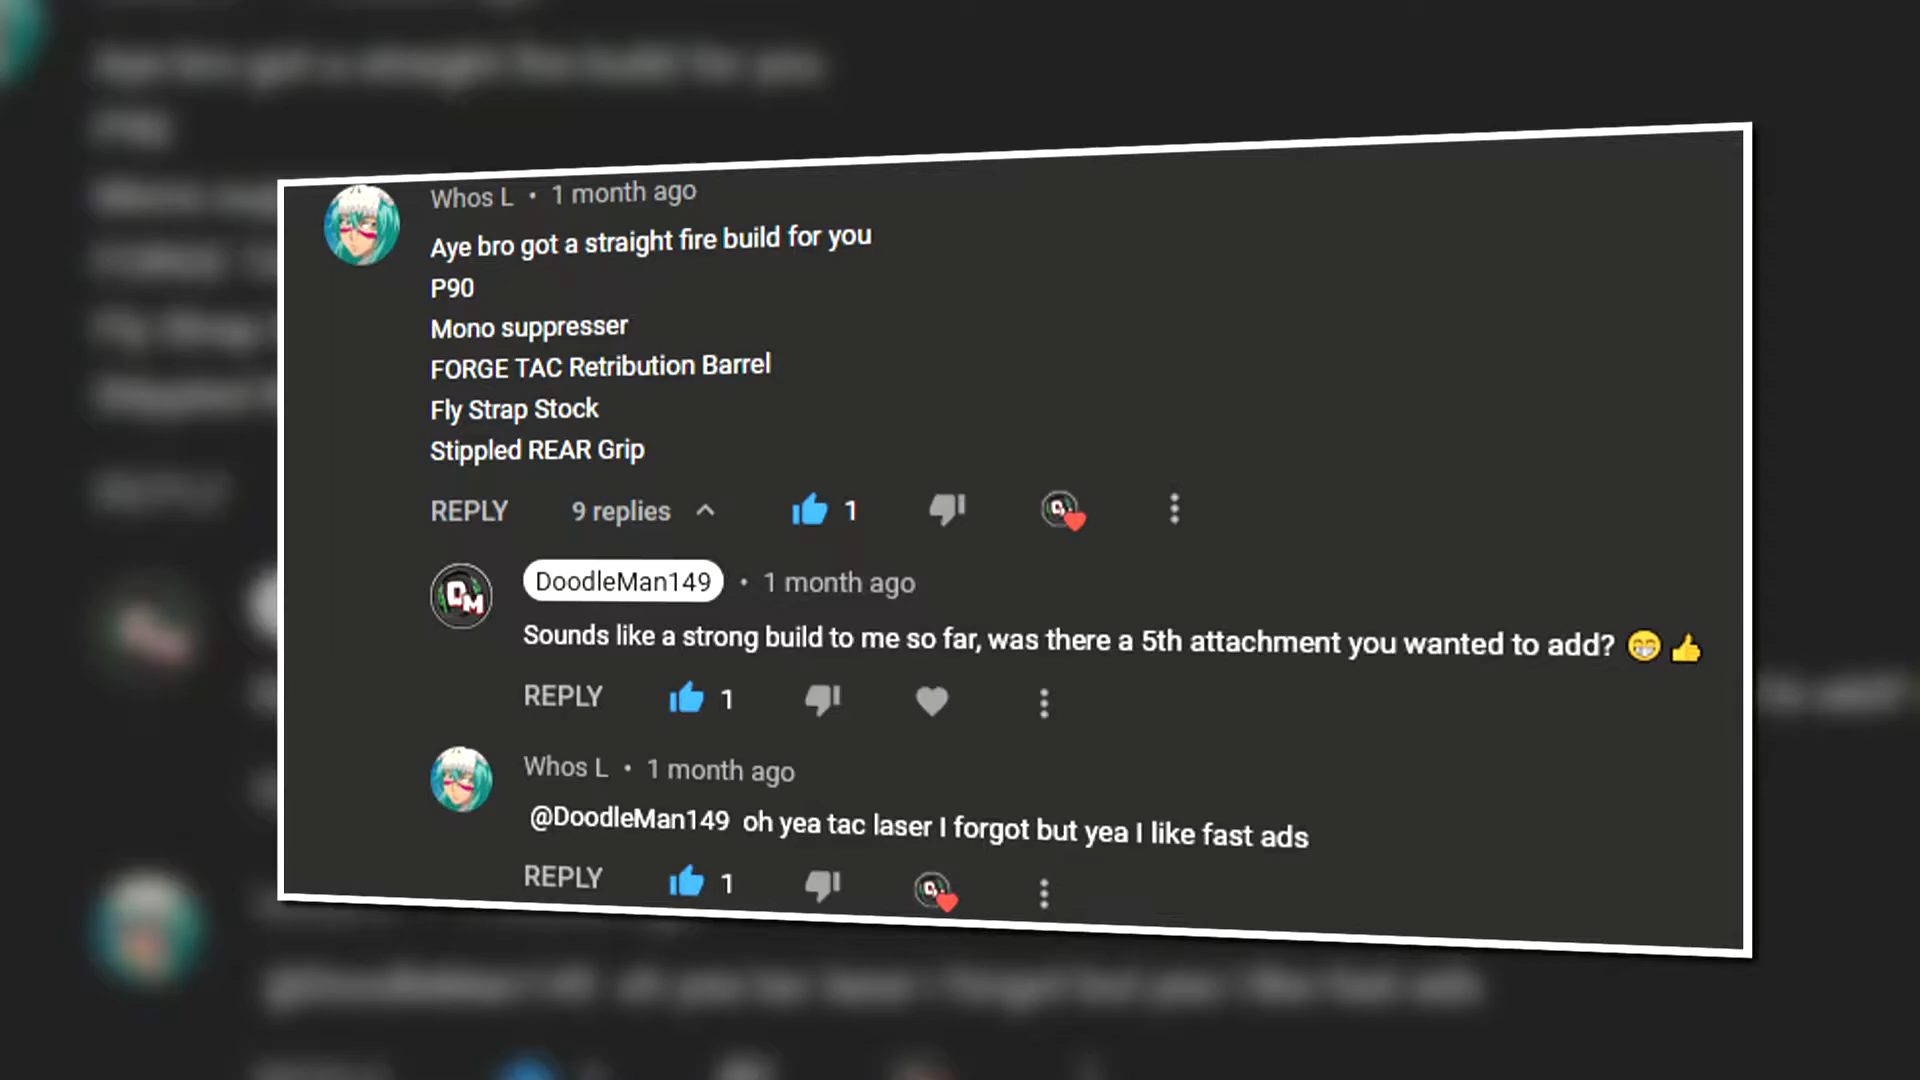 Whos L • 1 month ago
Aye bro got a straight fire build for you
P90
Mono suppresser
FORGE TAC Retribution Barrel
Fly Strap Stock
Stippled REAR Grip
REPLY 9 replies 1
DoodleMan149 • 1 month ago
Sounds like a strong build to me so far, was there a 5th attachment you wanted to add? 😁👍
REPLY 1
Whos L • 1 month ago
@DoodleMan149 oh yea tac laser I forgot but yea I like fast ads
REPLY 1